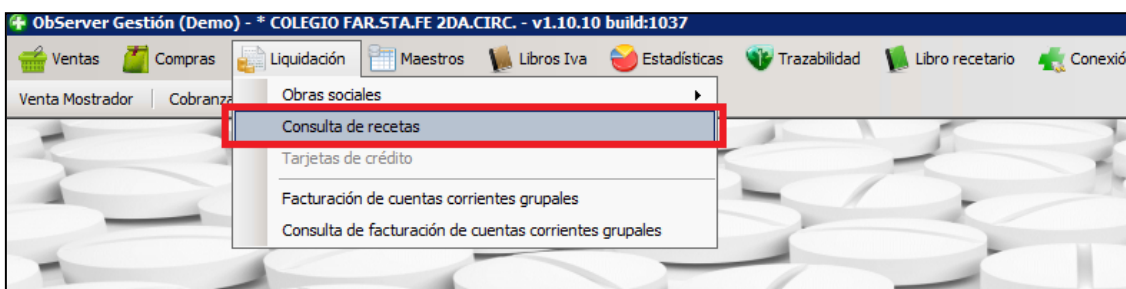 ObServer Gestión (Demo) - * COLEGIO FAR.STA.FE 2DA.CIRC. - v1.10.10 build:1037
Ventas Compras Liquidación Maestros Libros Iva Estadísticas Trazabilidad Libro recetario Conexió
Venta Mostrador Cobranza
Obras sociales
Consulta de recetas
Tarjetas de crédito
Facturación de cuentas corrientes grupales
Consulta de facturación de cuentas corrientes grupales